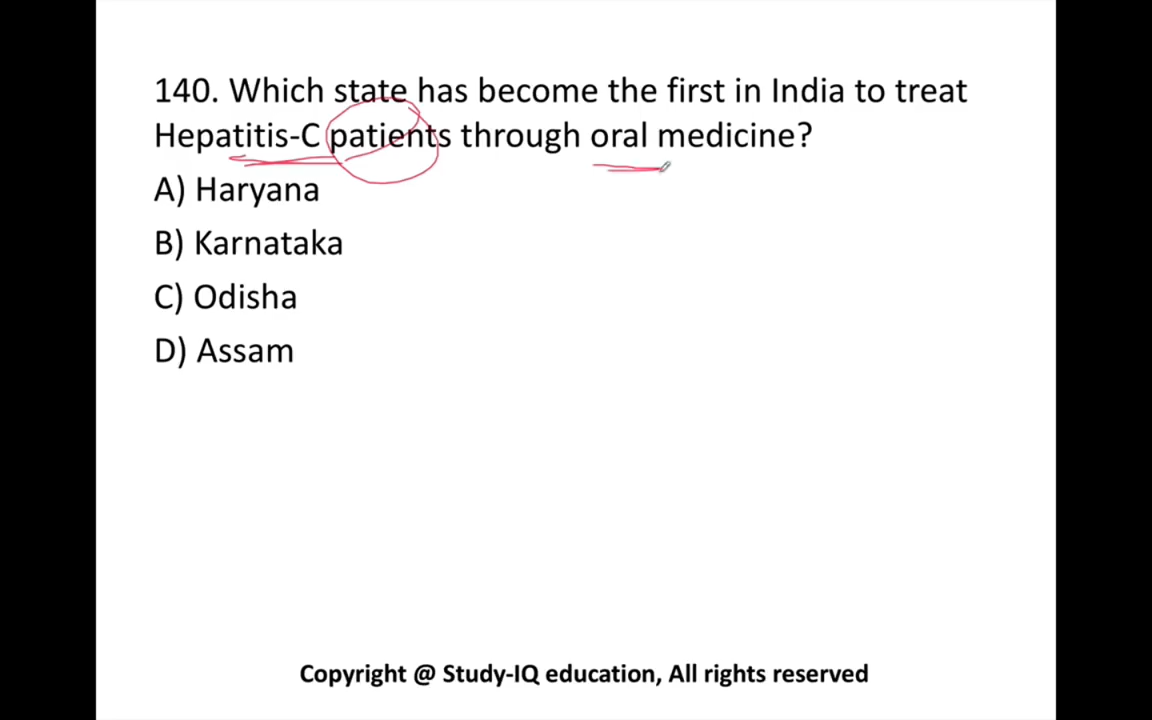 140. Which state has become the first in India to treat
Hepatitis-C patients through oral medicine?
A) Haryana
B) Karnataka
C) Odisha
D) Assam
Copyright @ Study-IQ education, All rights reserved